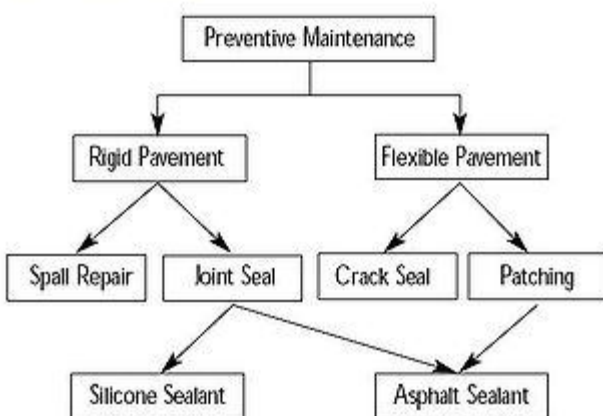 Preventive Maintenance
Rigid Pavement
Flexible Pavement
Spall Repair
Joint Seal
Crack Seal
Patching
Silicone Sealant
Asphalt Sealant